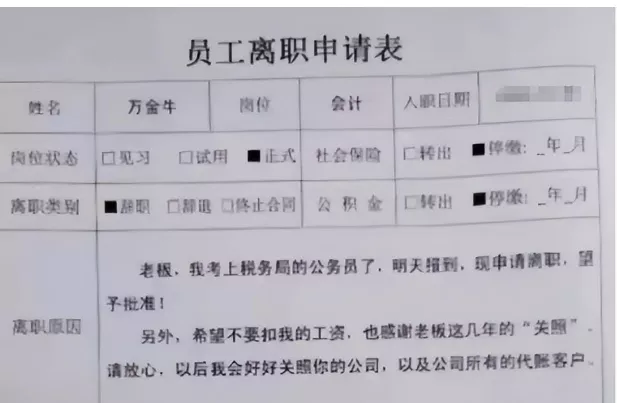 员工离职申请表
姓名 万金牛 岗位 会计 入职日期
岗位状态 □见习 □试用 ■正式 社会保险 □转出 ■停缴：_年_月
离职类别 ■辞职 □辞退 □终止合同 公积金 □转出 ■停缴：_年_月
离职原因
老板，我考上税务局的公务员了，明天报到，现申请离职，望
予批准！
另外，希望不要扣我的工资，也感谢老板这几年的“关照”
请放心，以后我会好好关照你的公司，以及公司所有的代账客户。